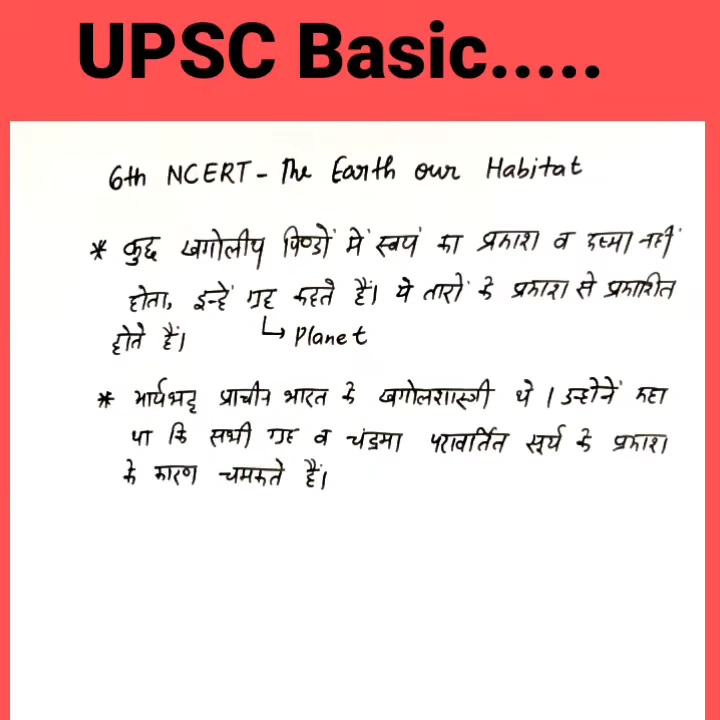 UPSC Basic.....
6th NCERT - The Earth our Habitat
* कुछ खगोलीय पिण्डों में स्वयं का प्रकाश व ऊष्मा नहीं
होता, इन्हें ग्रह कहते हैं। ये तारों के प्रकाश से प्रकाशित
होते हैं। ↳ Planet
* आर्यभट्ट प्राचीन भारत के खगोलशास्त्री थे। उन्होनें कहा
था कि सभी ग्रह व चंद्रमा परावर्तित सूर्य के प्रकाश
के कारण चमकते हैं।